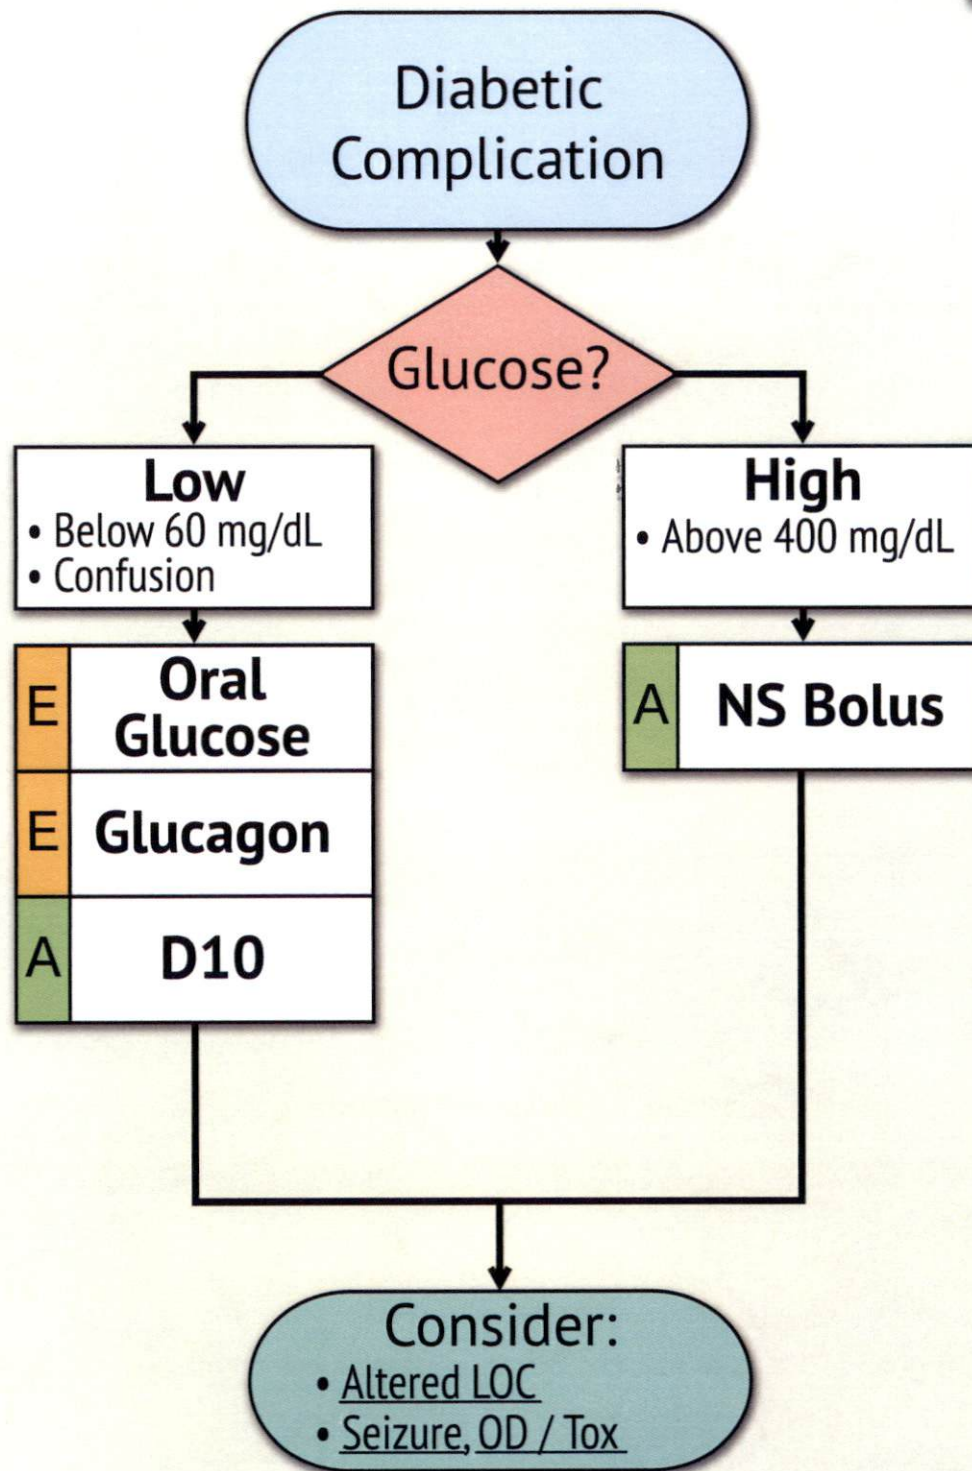 Diabetic
Complication
Glucose?
Low
• Below 60 mg/dL
• Confusion
High
• Above 400 mg/dL
E
Oral
Glucose
E
Glucagon
A
D10
A
NS Bolus
Consider:
• Altered LOC
• Seizure, OD / Tox